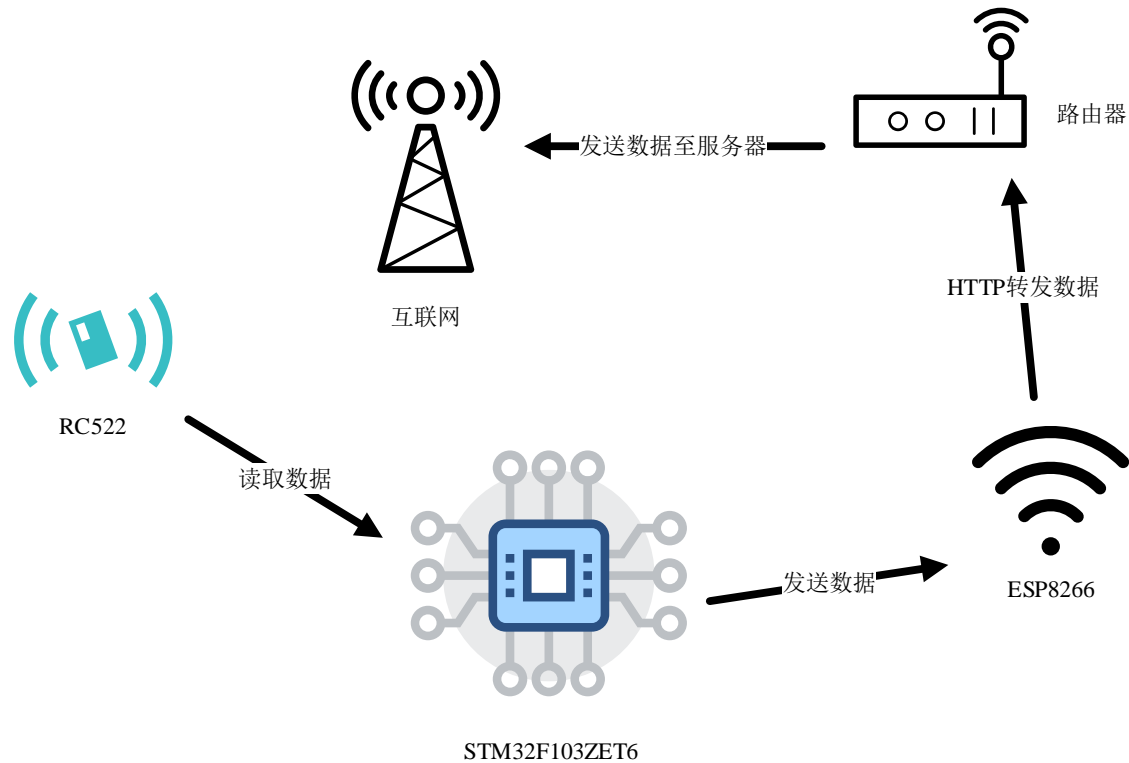 路由器
发送数据至服务器
HTTP转发数据
互联网
RC522
读取数据
发送数据
ESP8266
STM32F103ZET6